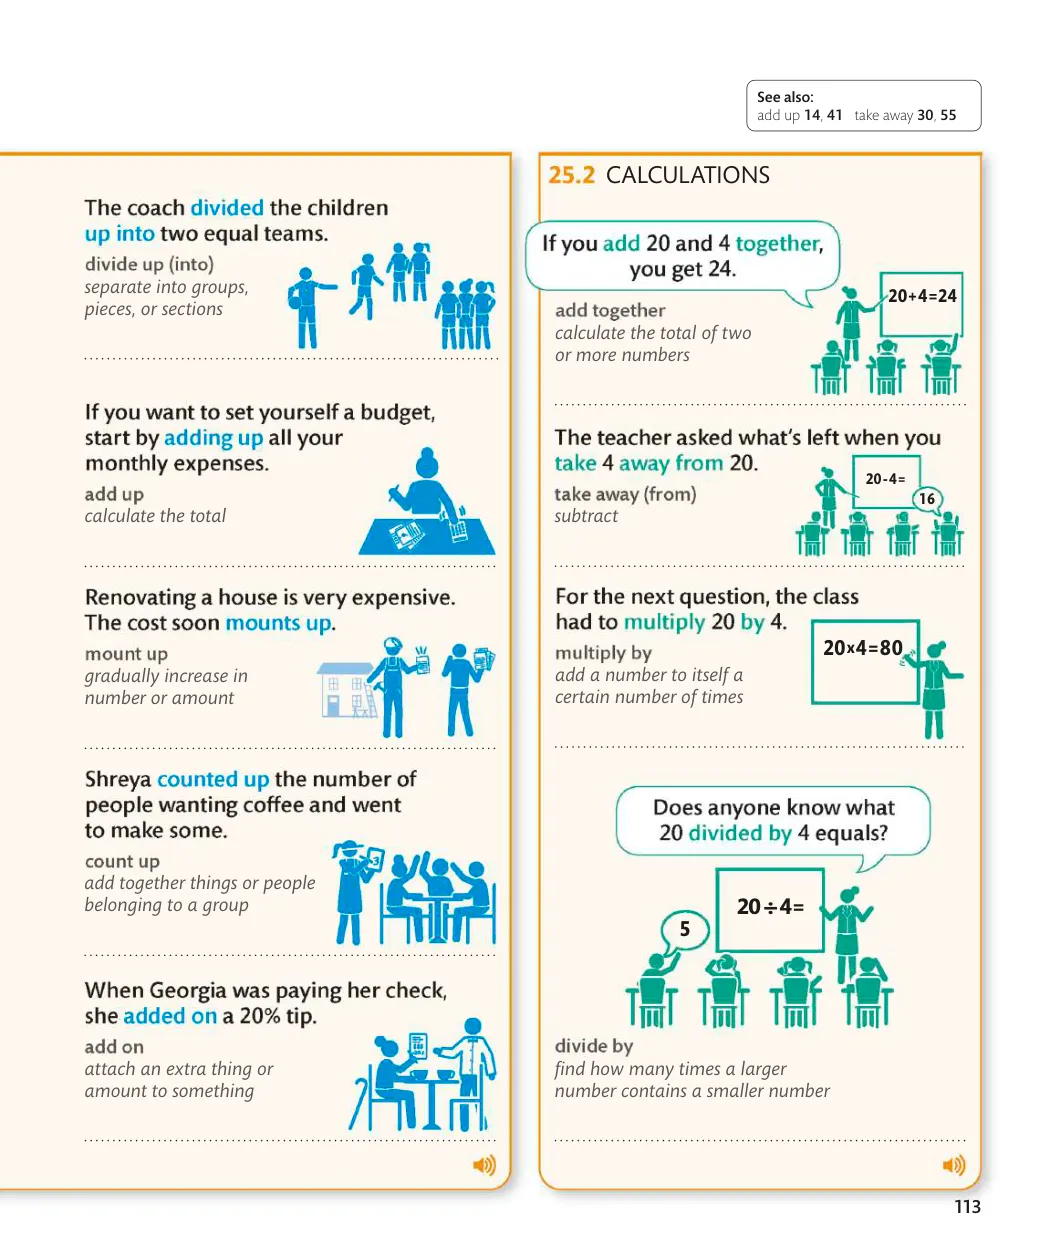 See also:
add up 14, 41 take away 30, 55
The coach divided the children
up into two equal teams.
divide up (into)
separate into groups,
pieces, or sections
If you want to set yourself a budget,
start by adding up all your
monthly expenses.
add up
calculate the total
Renovating a house is very expensive.
The cost soon mounts up.
mount up
gradually increase in
number or amount
Shreya counted up the number of
people wanting coffee and went
to make some.
count up
add together things or people
belonging to a group
3
When Georgia was paying her check,
she added on a 20% tip.
add on
attach an extra thing or
amount to something
25.2 CALCULATIONS
If you add 20 and 4 together,
you get 24.
add together
calculate the total of two
or more numbers
20+4=24
The teacher asked what's left when you
take 4 away from 20.
take away (from)
subtract
20-4=
16
For the next question, the class
had to multiply 20 by 4.
multiply by
add a number to itself a
certain number of times
20x4=80
Does anyone know what
20 divided by 4 equals?
20÷4=
5
divide by
find how many times a larger
number contains a smaller number
113